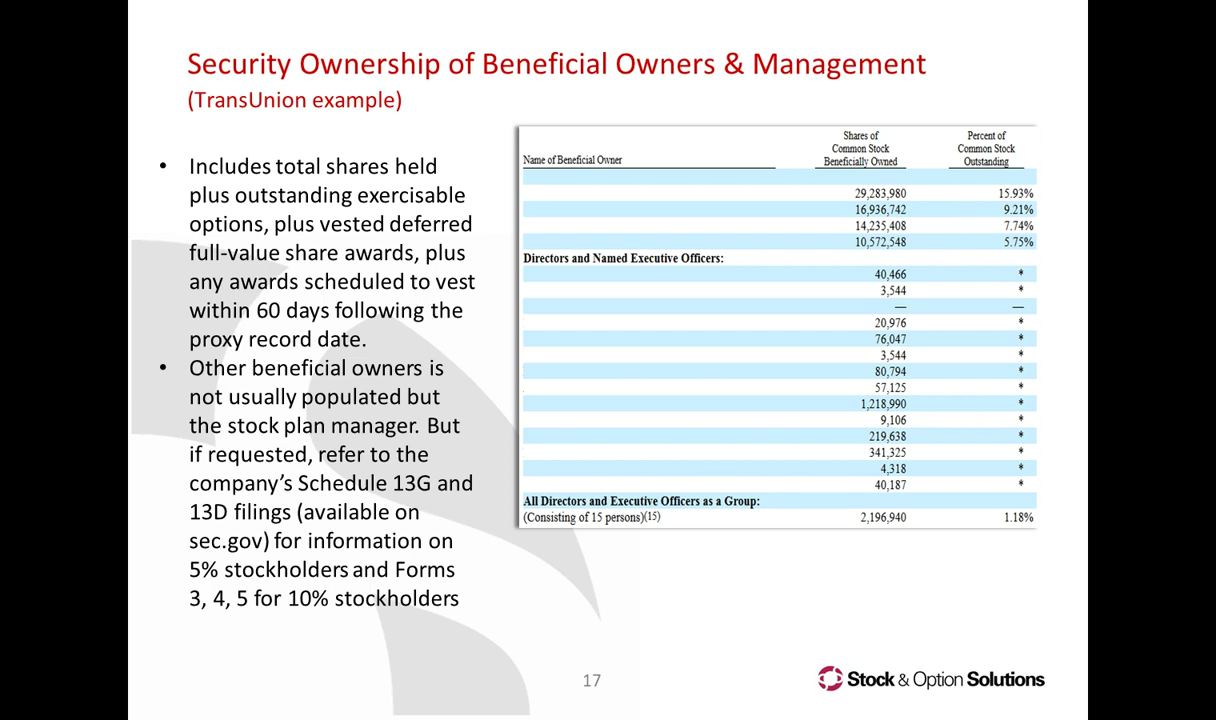 Security Ownership of Beneficial Owners & Management
(TransUnion example)
• Includes total shares held
plus outstanding exercisable
options, plus vested deferred
full-value share awards, plus
any awards scheduled to vest
within 60 days following the
proxy record date.
• Other beneficial owners is
not usually populated but
the stock plan manager. But
if requested, refer to the
company's Schedule 13G and
13D filings (available on
sec.gov) for information on
5% stockholders and Forms
3, 4, 5 for 10% stockholders
Shares of Percent of
Common Stock Common Stock
Name of Beneficial Owner Beneficially Owned Outstanding
29,283,980 15.93%
16,936,742 9.21%
14,235,408 7.74%
10,572,548 5.75%
Directors and Named Executive Officers:
40,466 *
3,544 *
— —
20,976 *
76,047 *
3,544 *
80,794 *
57,125 *
1,218,990 *
9,106 *
219,638 *
341,325 *
4,318 *
40,187 *
All Directors and Executive Officers as a Group:
(Consisting of 15 persons)(15) 2,196,940 1.18%
17
Stock & Option Solutions